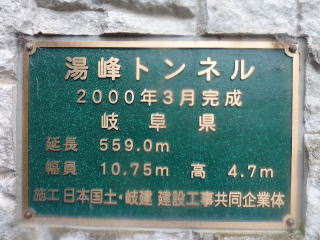 湯峰トンネル
2000年3月完成
岐阜県
延長 559.0m
幅員 10.75m 高 4.7m
施工 日本国土・岐建 建設工事共同企業体